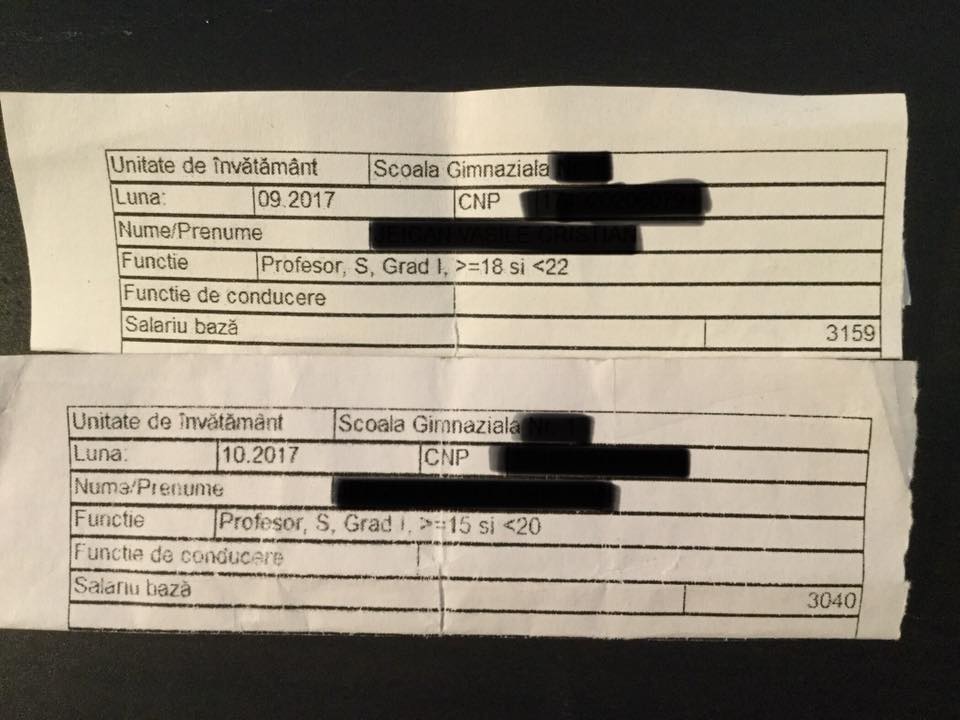 Unitate de învătământ Scoala Gimnaziala
Luna: 09.2017 CNP
Nume/Prenume
Functie Profesor, S, Grad I, >=18 si <22
Functie de conducere
Salariu bază 3159
Unitate de învătământ Scoala Gimnaziala
Luna: 10.2017 CNP
Nume/Prenume
Functie Profesor, S, Grad I, >=15 si <20
Functie de conducere
Salariu bază 3040